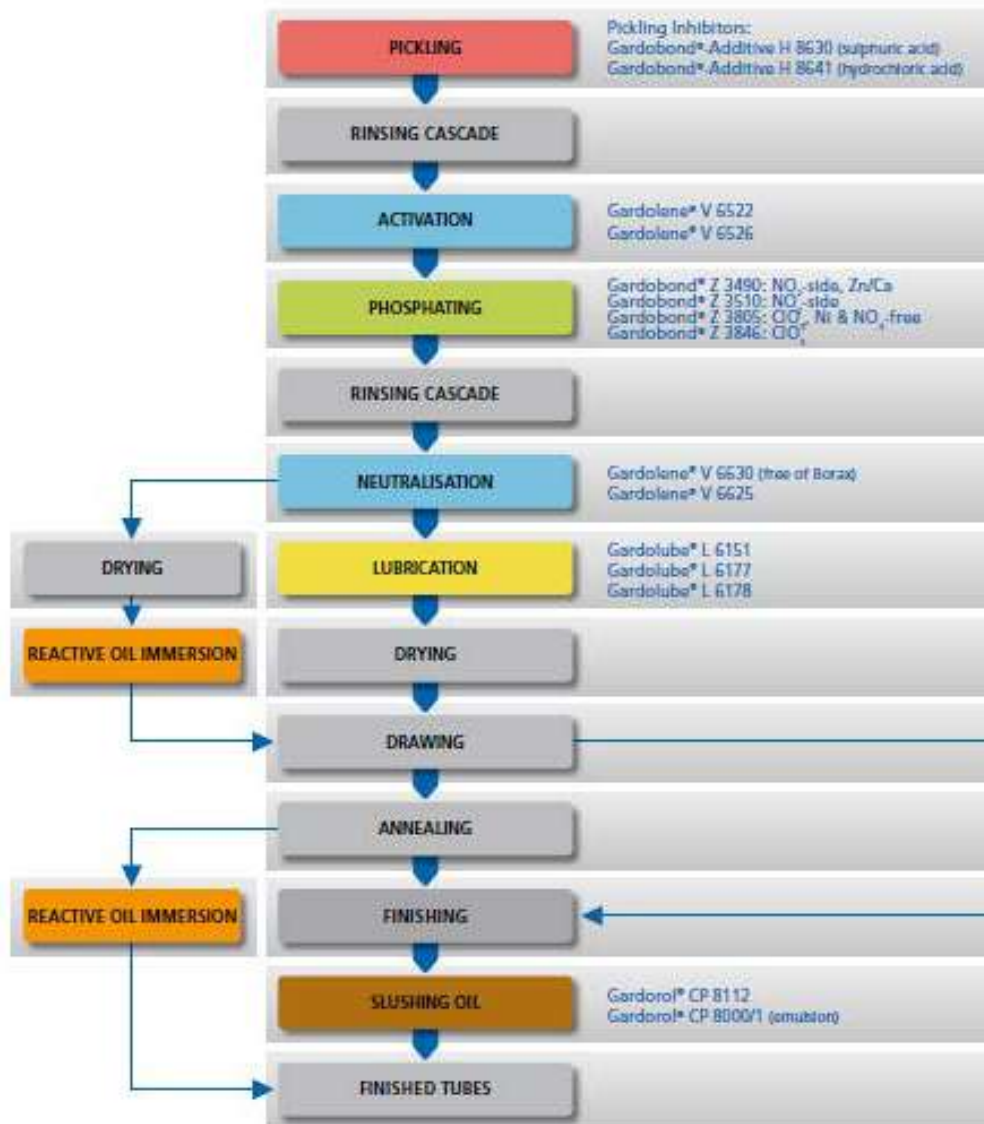 PICKLING
Pickling Inhibitors:
Gardobond®-Additive H 8630 (sulphuric acid)
Gardobond®-Additive H 8641 (hydrochloric acid)
RINSING CASCADE
ACTIVATION
Gardolene® V 6522
Gardolene® V 6526
PHOSPHATING
Gardobond® Z 3490: NO₂-side, Zn/Ca
Gardobond® Z 3510: NO-side
Gardobond® Z 3805: ClO, Ni & NO-free
Gardobond® Z 3846: ClO
RINSING CASCADE
NEUTRALISATION
Gardolene® V 6630 (free of Borax)
Gardolene® V 6625
DRYING
LUBRICATION
Gardolube® L 6151
Gardolube® L 6177
Gardolube® L 6178
REACTIVE OIL IMMERSION
DRYING
DRAWING
ANNEALING
REACTIVE OIL IMMERSION
FINISHING
SLUSHING OIL
Gardorol® CP 8112
Gardorol® CP 8000/1 (emulsion)
FINISHED TUBES